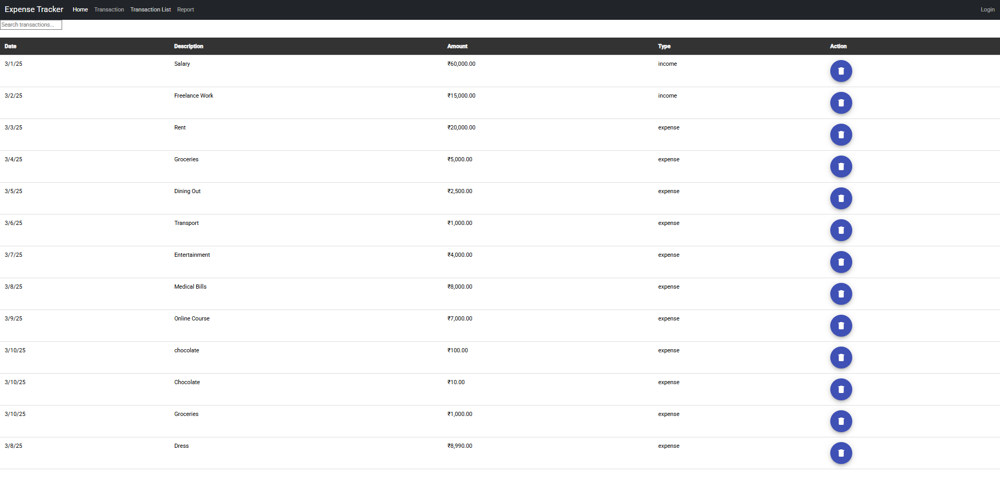 Expense Tracker Home Transaction Transaction List Report Login
Search transactions...
Date Description Amount Type Action
3/1/25 Salary ₹60,000.00 income
3/2/25 Freelance Work ₹15,000.00 income
3/3/25 Rent ₹20,000.00 expense
3/4/25 Groceries ₹5,000.00 expense
3/5/25 Dining Out ₹2,500.00 expense
3/6/25 Transport ₹1,000.00 expense
3/7/25 Entertainment ₹4,000.00 expense
3/8/25 Medical Bills ₹8,000.00 expense
3/9/25 Online Course ₹7,000.00 expense
3/10/25 chocolate ₹100.00 expense
3/10/25 Chocolate ₹10.00 expense
3/10/25 Groceries ₹1,000.00 expense
3/8/25 Dress ₹8,990.00 expense